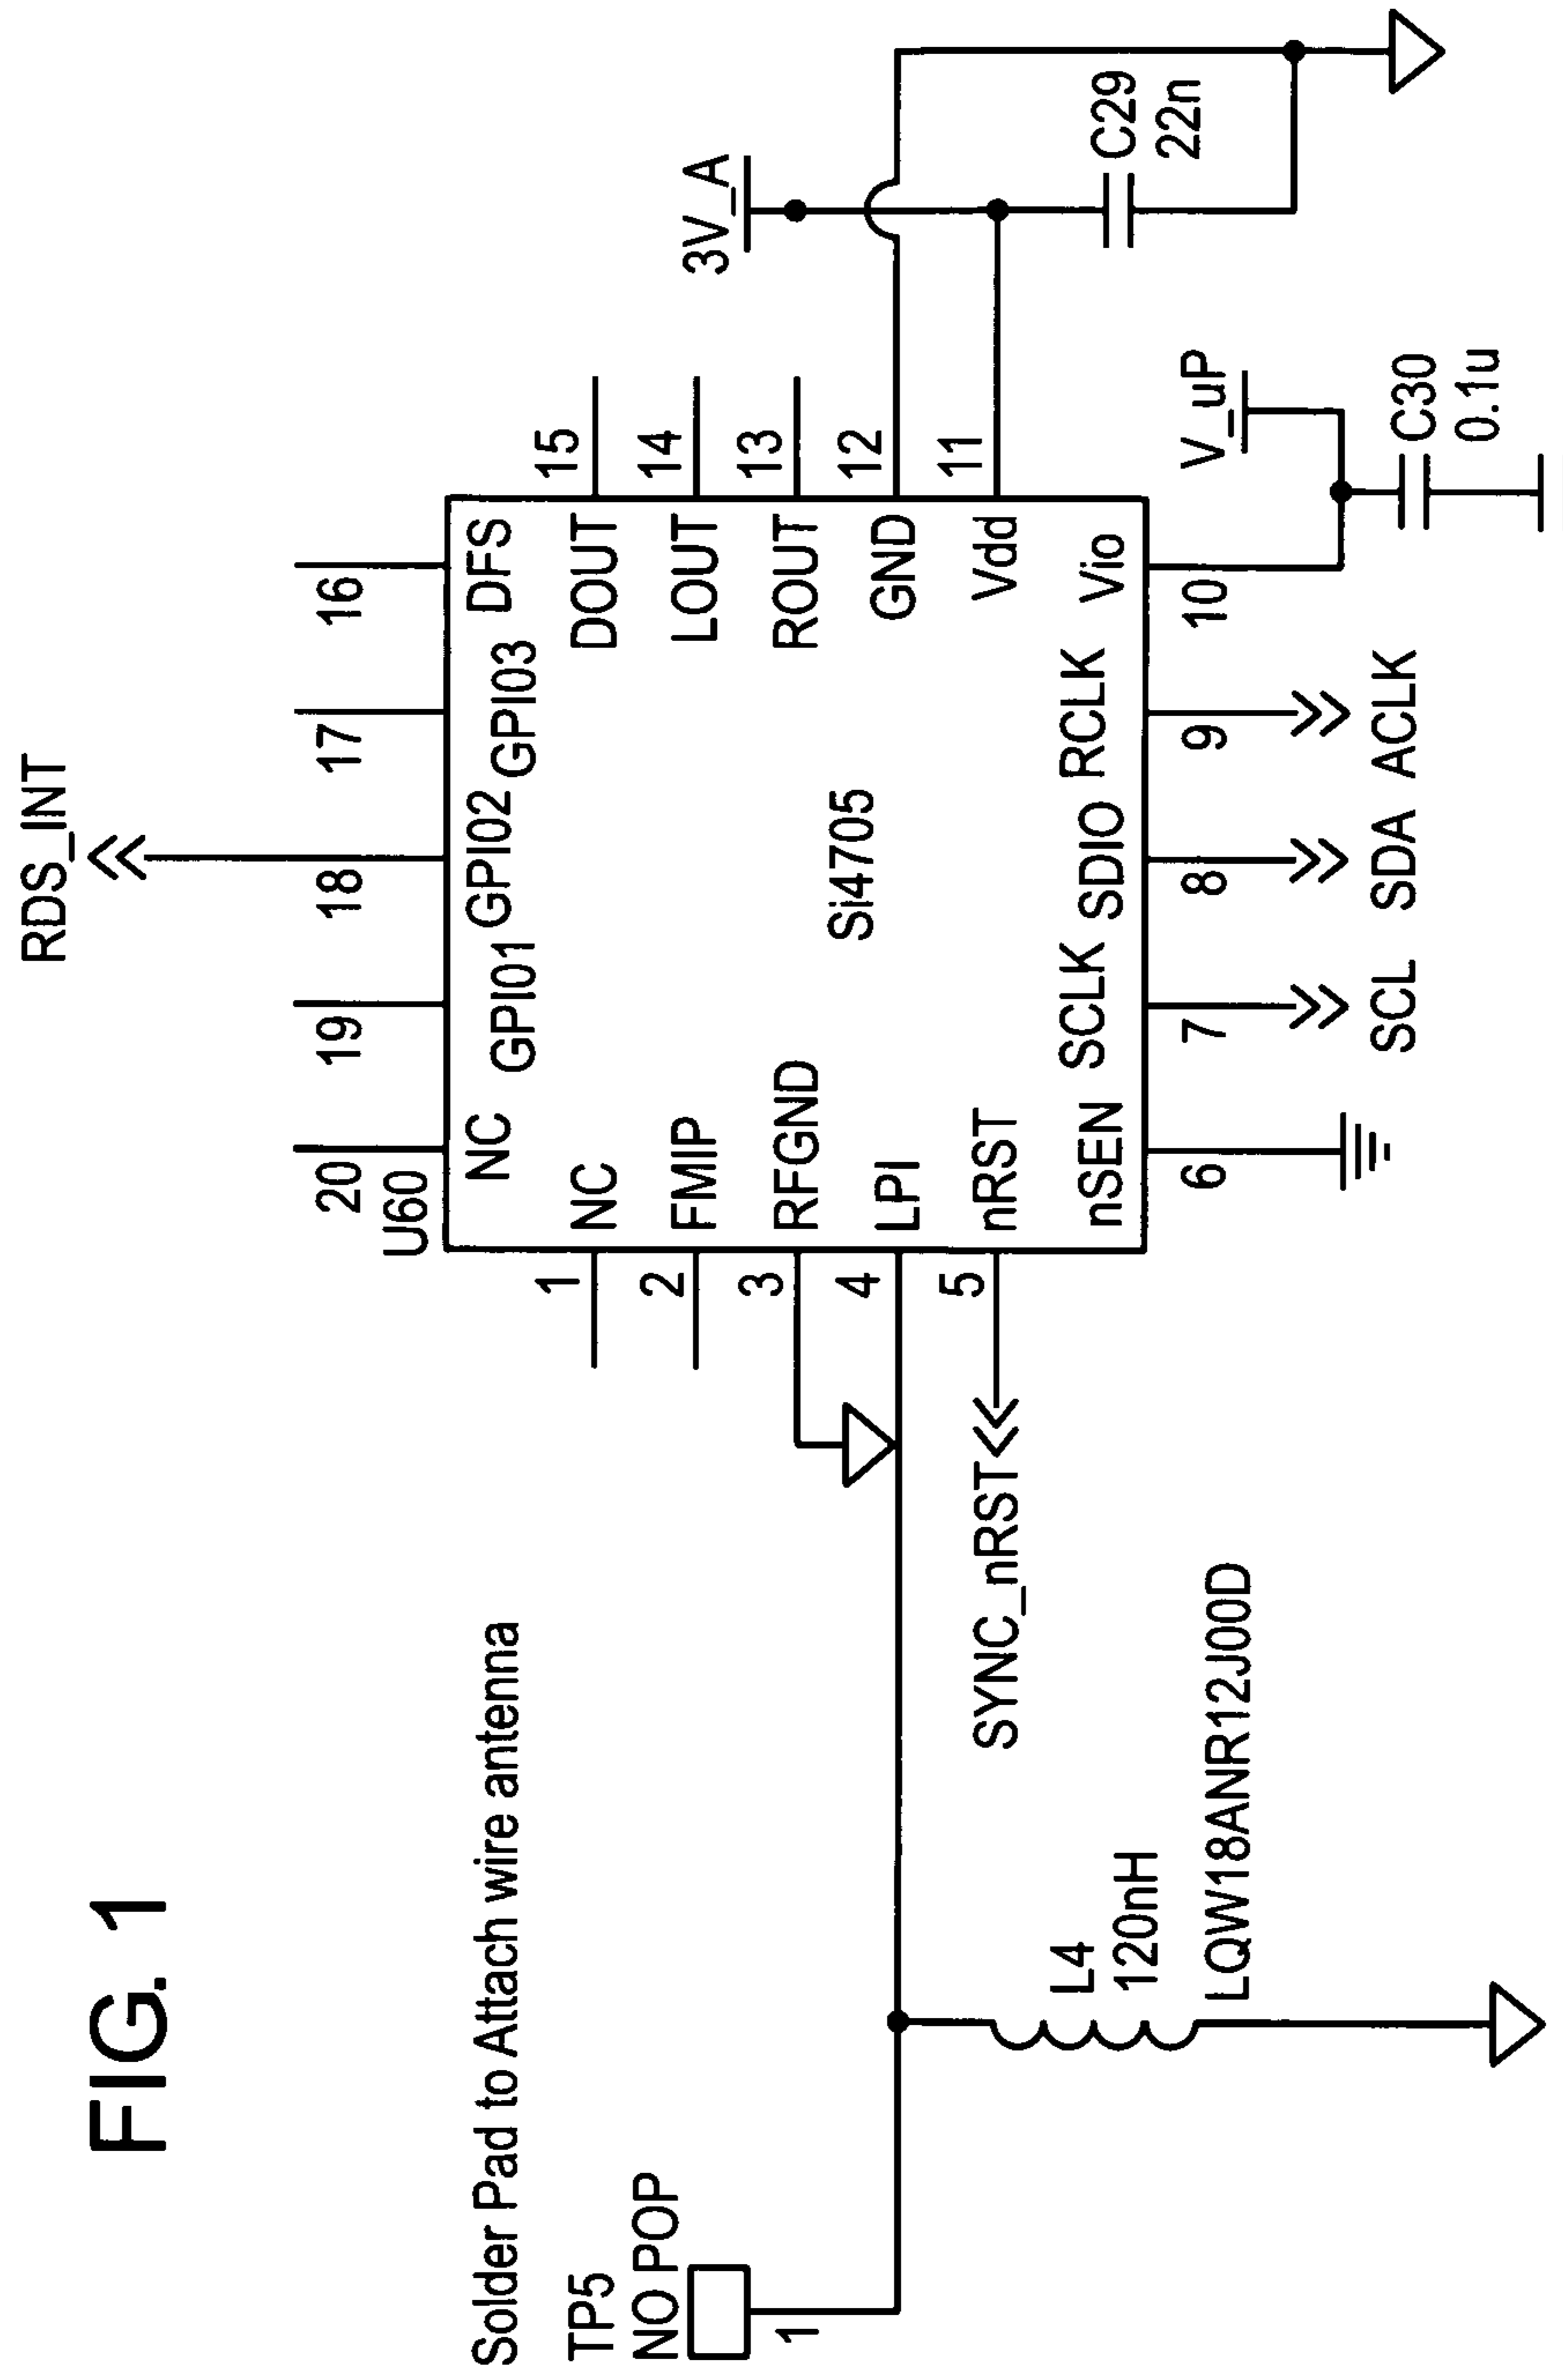 FIG. 1
Solder Pad to Attach wire antenna
TP5
NO POP
1
L4
120nH
LQW18ANR12J00D
SYNC_nRST
RDS_INT
20
19
18
17
16
U60
NC
GPI01
GPI02
GPI03
DFS
1
NC
2
FMIP
3
RFGND
4
LPI
5
nRST
Si4705
DOUT
15
LOUT
14
ROUT
13
GND
12
Vdd
11
nSEN
SCLK
SDIO
RCLK
Vio
6
7
8
9
10
SCL
SDA
ACLK
3V_A
C29
22n
V_uP
C30
0.1u